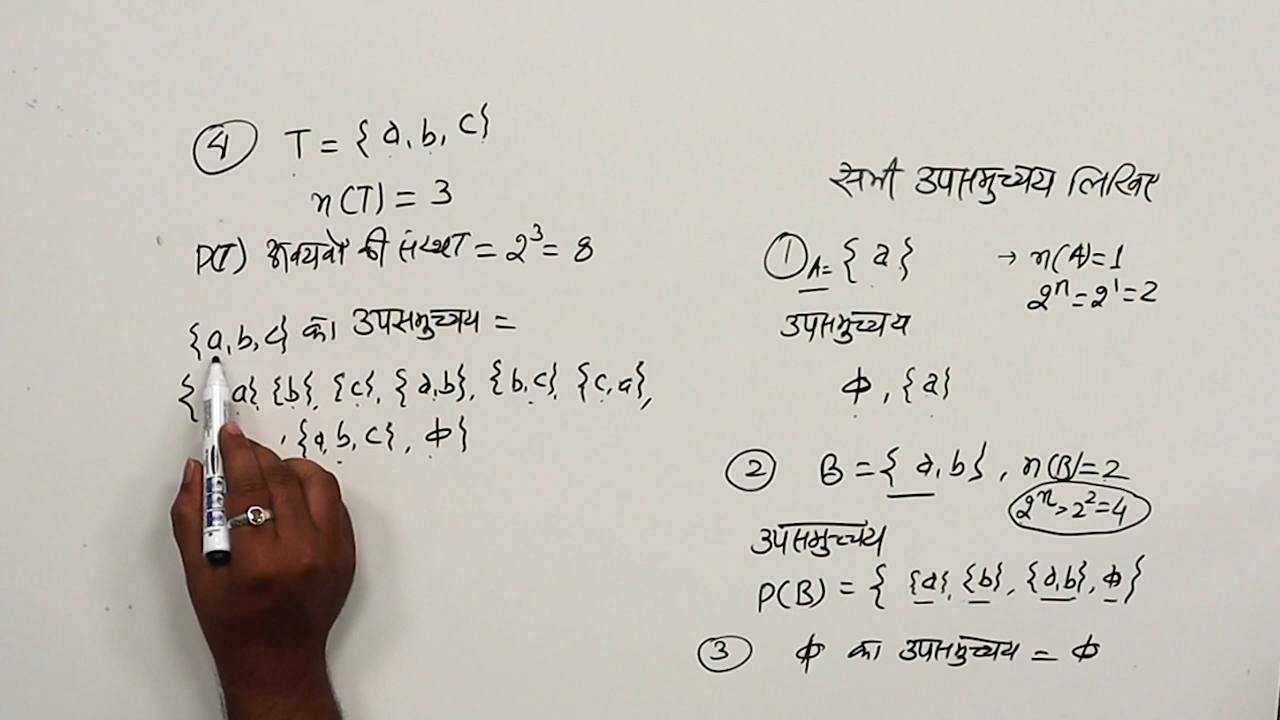 ④ T = {a, b, c}
n(T) = 3
P(T) अवयवों की संख्या = 2³ = 8
{a, b, c} का उपसमुच्चय =
{ a}, {b}, {c}, {a, b}, {b, c} {c, a},
, {a, b, c}, ϕ}
सभी उपसमुच्चय लिखिए
① A = {a} → n(A) = 1
2ⁿ = 2¹ = 2
उपसमुच्चय
ϕ, {a}
② B = {a, b}, n(B) = 2
2ⁿ > 2² = 4
उपसमुच्चय
P(B) = { {a}, {b}, {a, b}, ϕ}
③ ϕ का उपसमुच्चय = ϕ